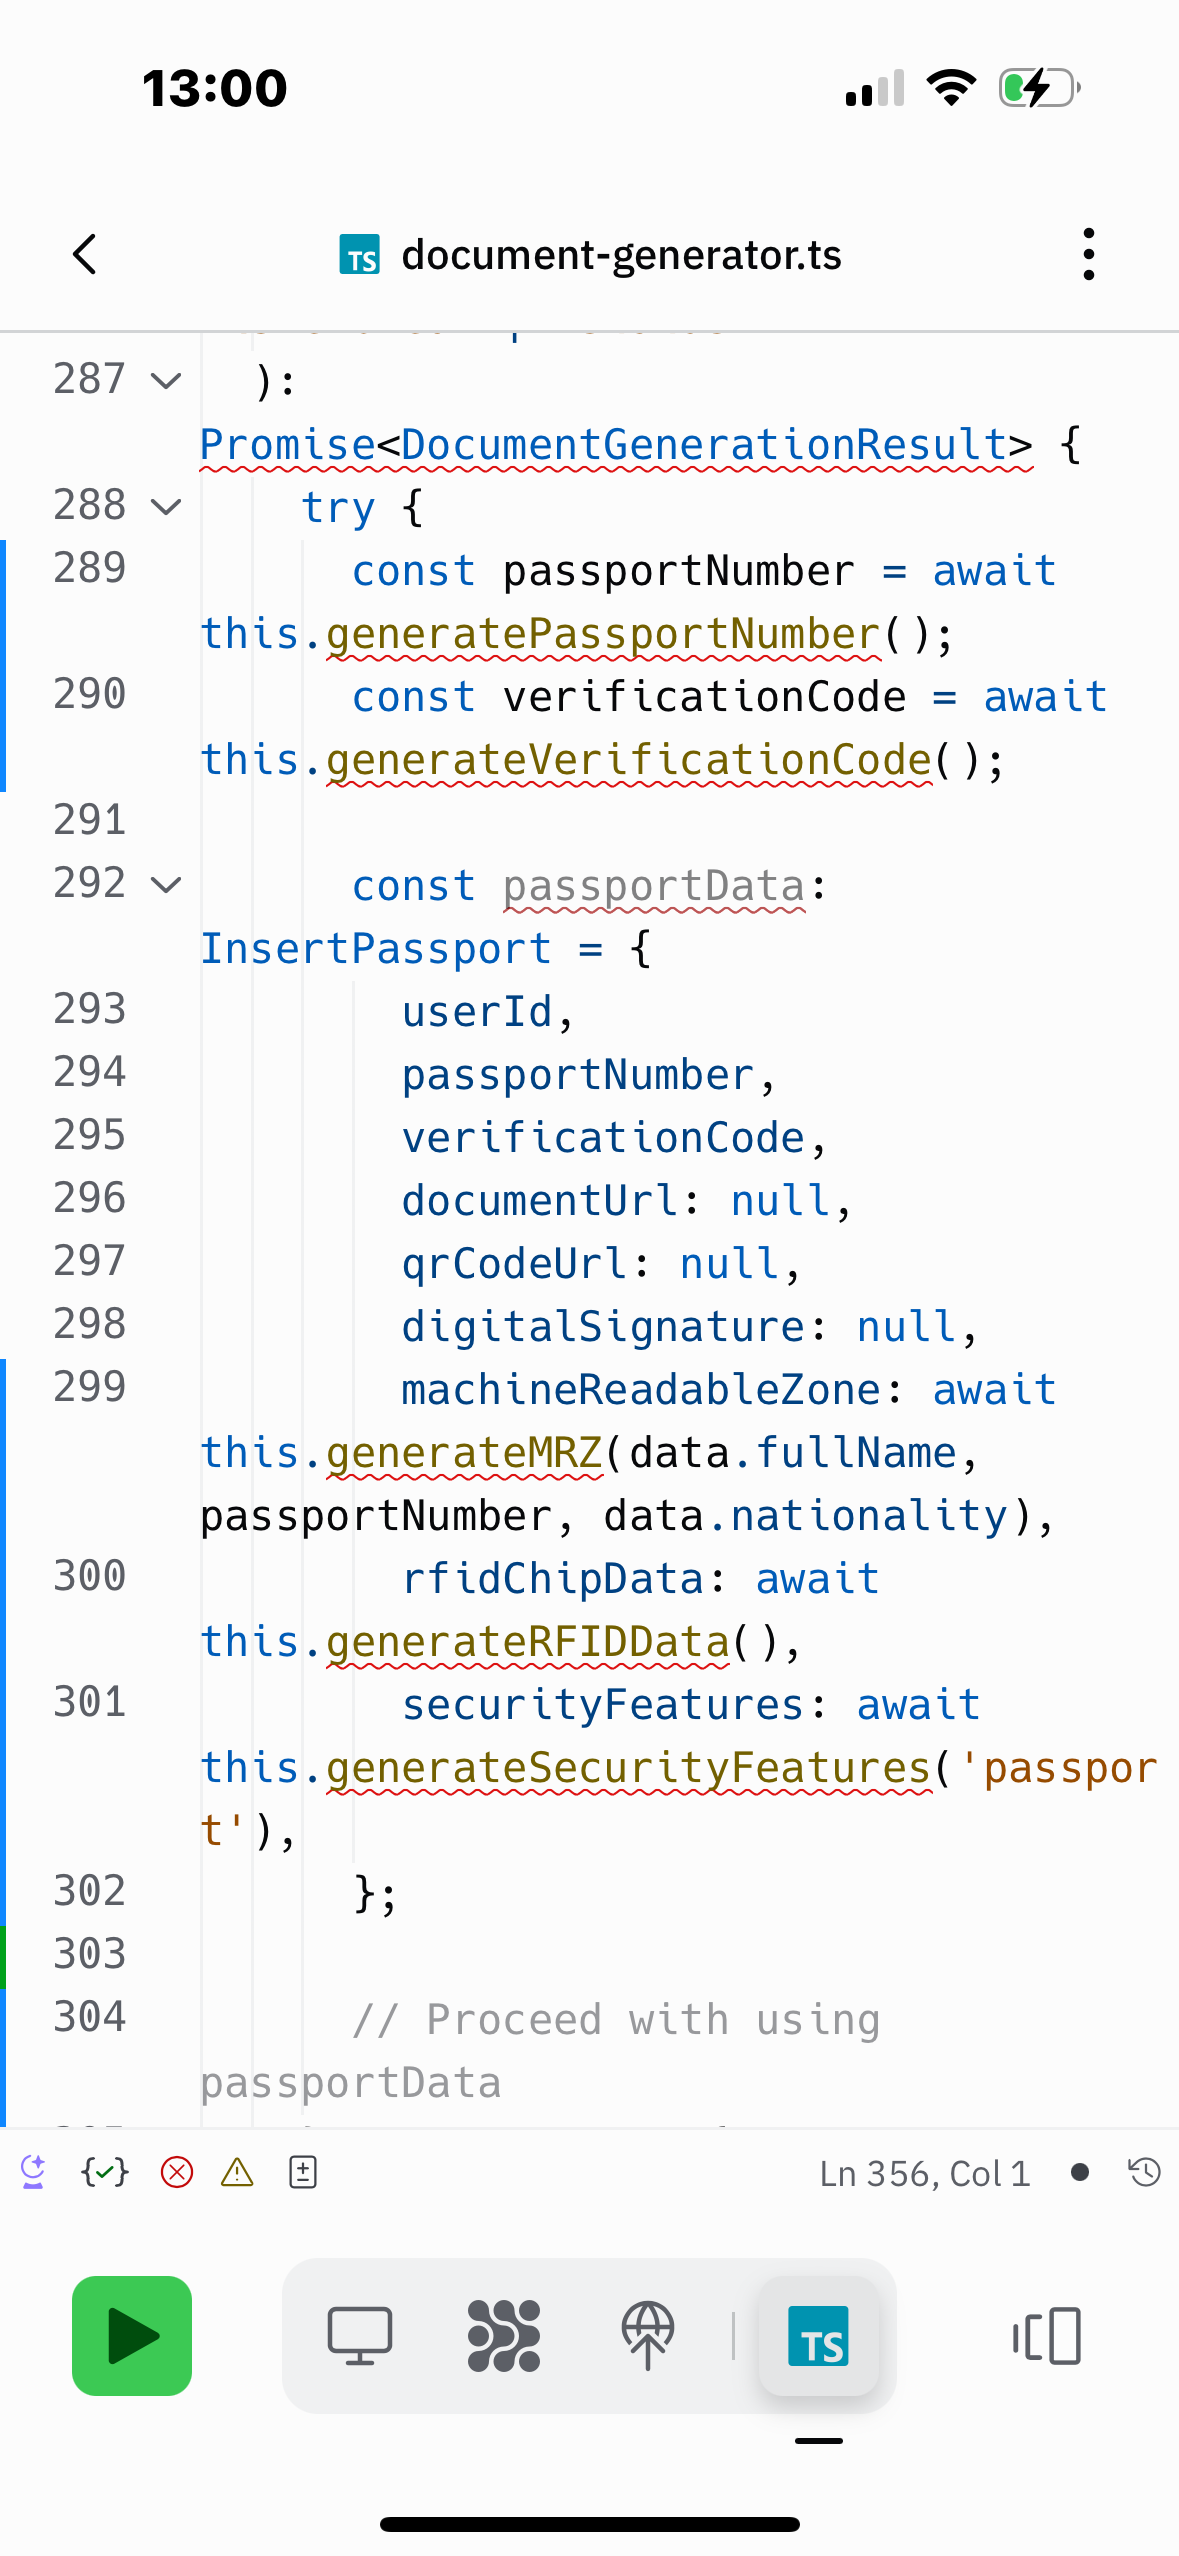 13:00
TS document-generator.ts
287 ):
Promise<DocumentGenerationResult> {
288 try {
289 const passportNumber = await
this.generatePassportNumber();
290 const verificationCode = await
this.generateVerificationCode();
291
292 const passportData:
InsertPassport = {
293 userId,
294 passportNumber,
295 verificationCode,
296 documentUrl: null,
297 qrCodeUrl: null,
298 digitalSignature: null,
299 machineReadableZone: await
this.generateMRZ(data.fullName,
passportNumber, data.nationality),
300 rfidChipData: await
this.generateRFIDData(),
301 securityFeatures: await
this.generateSecurityFeatures('passpor
t'),
302 };
303
304 // Proceed with using
passportData
Ln 356, Col 1
TS